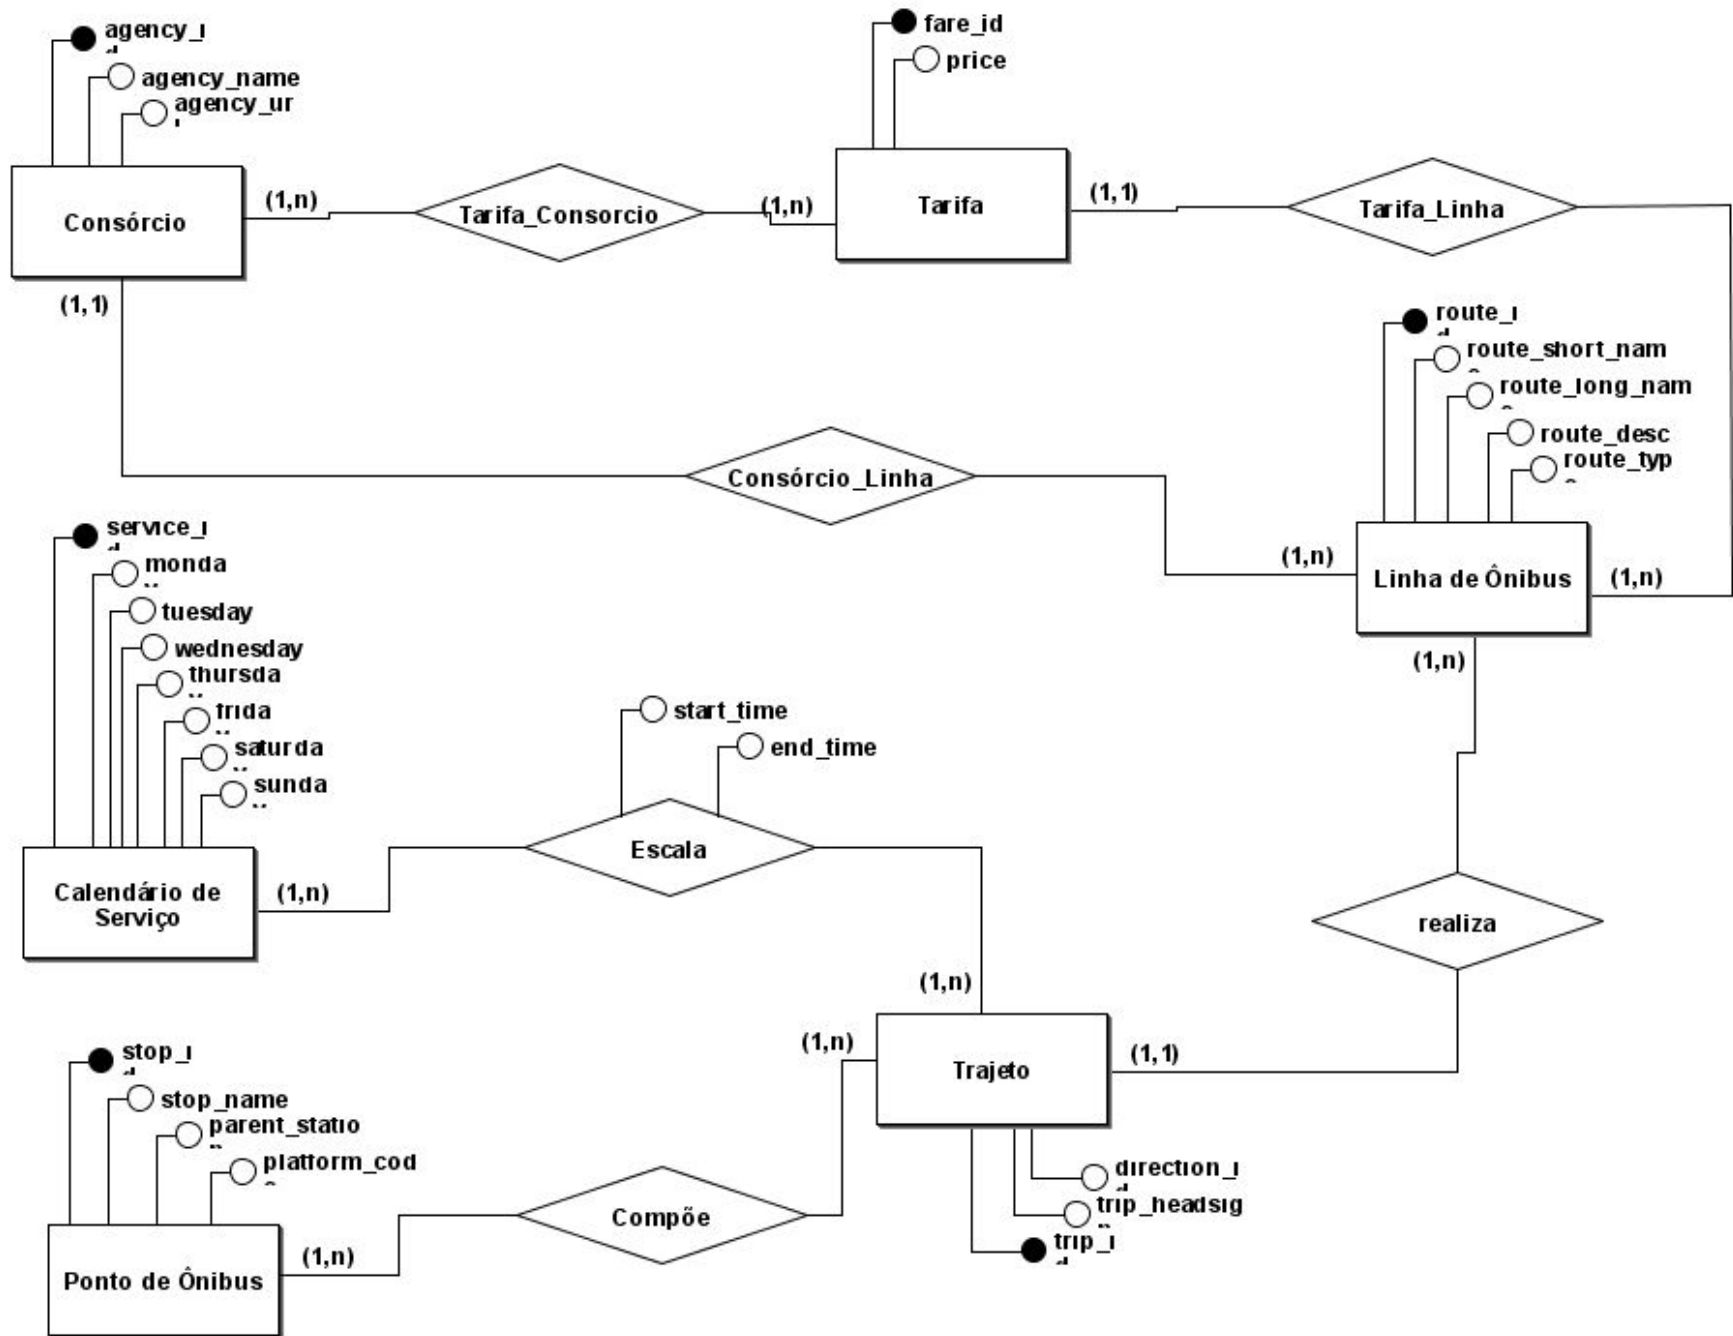 agency_i
d
agency_name
agency_ur
l
fare_id
price
Consórcio
(1,n)
Tarifa_Consorcio
(1,n)
Tarifa
(1,1)
Tarifa_Linha
(1,1)
route_i
d
route_short_nam
e
route_long_nam
e
route_desc
route_typ
e
Consórcio_Linha
(1,n)
Linha de Ônibus
(1,n)
(1,n)
service_i
d
monda
y
tuesday
wednesday
thursda
y
frida
y
saturda
y
sunda
y
start_time
end_time
Escala
Calendário de
Serviço
(1,n)
realiza
(1,n)
Trajeto
(1,n)
(1,1)
stop_i
d
stop_name
parent_statio
n
platform_cod
e
direction_i
d
trip_headsig
n
trip_i
d
Compõe
(1,n)
Ponto de Ônibus